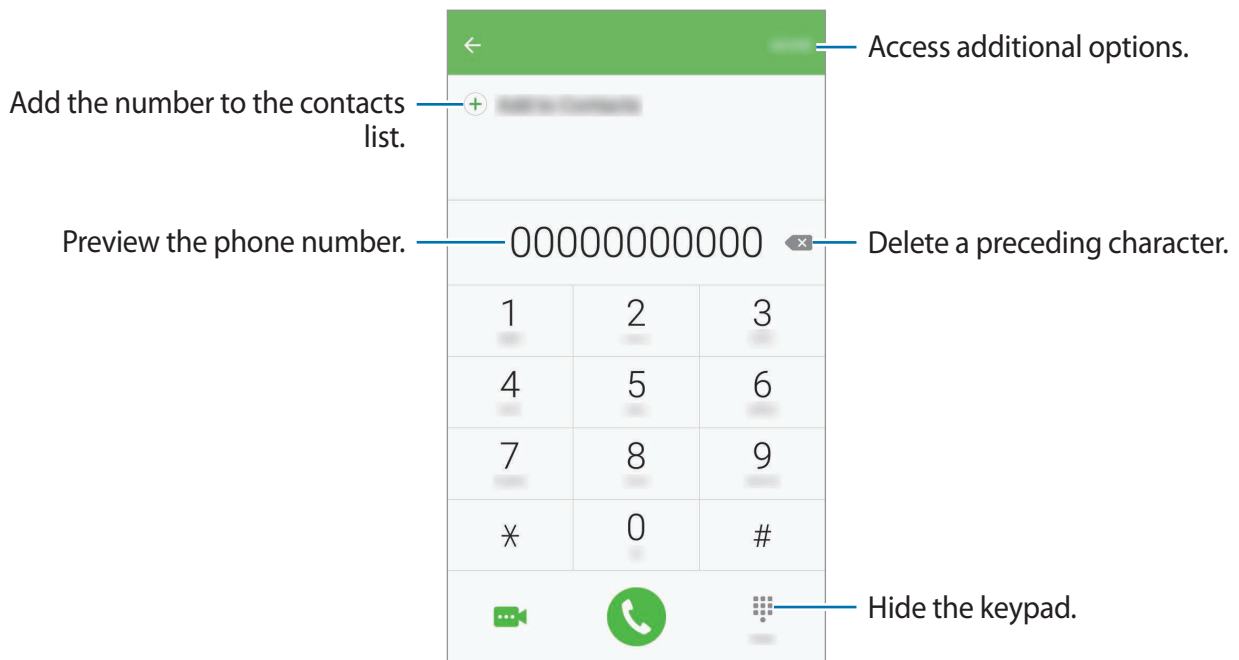 Access additional options.
Add the number to the contacts
list.
Preview the phone number.
00000000000
Delete a preceding character.
1 2 3
4 5 6
7 8 9
* 0 #
Hide the keypad.